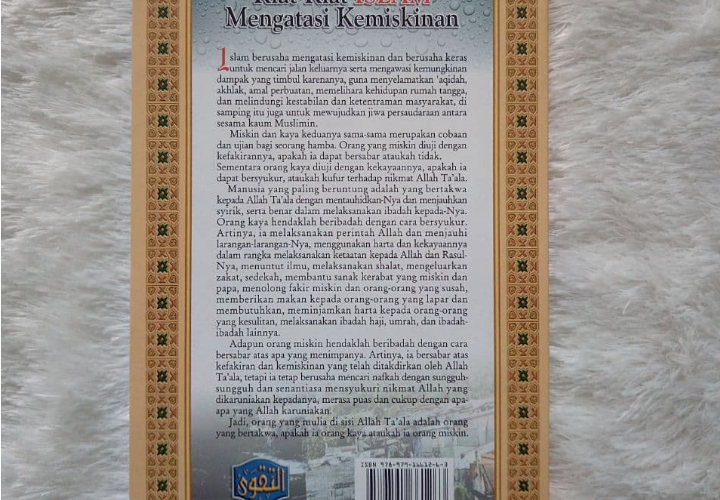 Kiat-Kiat ISLAM
Mengatasi Kemiskinan
Islam berusaha mengatasi kemiskinan dan berusaha keras
untuk mencari jalan keluarnya serta mengawasi kemungkinan
dampak yang timbul karenanya, guna menyelamatkan 'aqidah,
akhlak, amal perbuatan, memelihara kehidupan rumah tangga,
dan melindungi kestabilan dan ketentraman masyarakat, di
samping itu juga untuk mewujudkan jiwa persaudaraan antara
sesama kaum Muslimin.
Miskin dan kaya keduanya sama-sama merupakan cobaan
dan ujian bagi seorang hamba. Orang yang miskin diuji dengan
kefakirannya, apakah ia dapat bersabar ataukah tidak.
Sementara orang kaya diuji dengan kekayaannya, apakah ia
dapat bersyukur, ataukah kufur terhadap nikmat Allah Ta'ala.
Manusia yang paling beruntung adalah yang bertakwa
kepada Allah Ta'ala dengan mentauhidkan-Nya dan menjauhkan
syirik, serta benar dalam melaksanakan ibadah kepada-Nya.
Orang kaya hendaklah beribadah dengan cara bersyukur.
Artinya, ia melaksanakan perintah Allah dan menjauhi
larangan-larangan-Nya, menggunakan harta dan kekayaannya
dalam rangka melaksanakan ketaatan kepada Allah dan Rasul-
Nya, menuntut ilmu, melaksanakan shalat, mengeluarkan
zakat, sedekah, membantu sanak kerabat yang miskin dan
papa, menolong fakir miskin dan orang-orang yang susah,
memberikan makan kepada orang-orang yang lapar dan
membutuhkan, meminjamkan harta kepada orang-orang
yang kesulitan, melaksanakan ibadah haji, umrah, dan ibadah-
ibadah lainnya.
Adapun orang miskin hendaklah beribadah dengan cara
bersabar atas apa yang menimpanya. Artinya, ia bersabar atas
kefakiran dan kemiskinan yang telah ditakdirkan oleh Allah
Ta'ala, tetapi ia tetap berusaha mencari nafkah dengan sungguh-
sungguh dan senantiasa mensyukuri nikmat Allah yang
dikaruniakan kepadanya, merasa puas dan cukup dengan apa-
apa yang Allah karuniakan.
Jadi, orang yang mulia di sisi Allah Ta'ala adalah orang
yang bertakwa, apakah ia orang kaya ataukah ia orang miskin.
التقوى
ISBN 978-979-16612-6-3